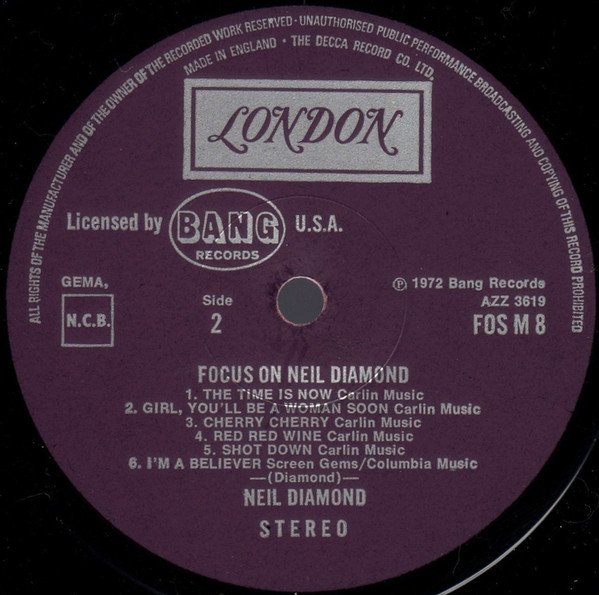 ALL RIGHTS OF THE MANUFACTURER AND OF THE OWNER OF THE RECORDED WORK RESERVED · UNAUTHORISED PUBLIC PERFORMANCE BROADCASTING AND COPYING OF THIS RECORD PROHIBITED
MADE IN ENGLAND · THE DECCA RECORD CO. LTD.
LONDON
Licensed by BANG RECORDS U.S.A.
GEMA,
N.C.B.
Side
2
℗ 1972 Bang Records
AZZ 3619
FOS M 8
FOCUS ON NEIL DIAMOND
1. THE TIME IS NOW Carlin Music
2. GIRL, YOU'LL BE A WOMAN SOON Carlin Music
3. CHERRY CHERRY Carlin Music
4. RED RED WINE Carlin Music
5. SHOT DOWN Carlin Music
6. I'M A BELIEVER Screen Gems/Columbia Music
—(Diamond)—
NEIL DIAMOND
STEREO